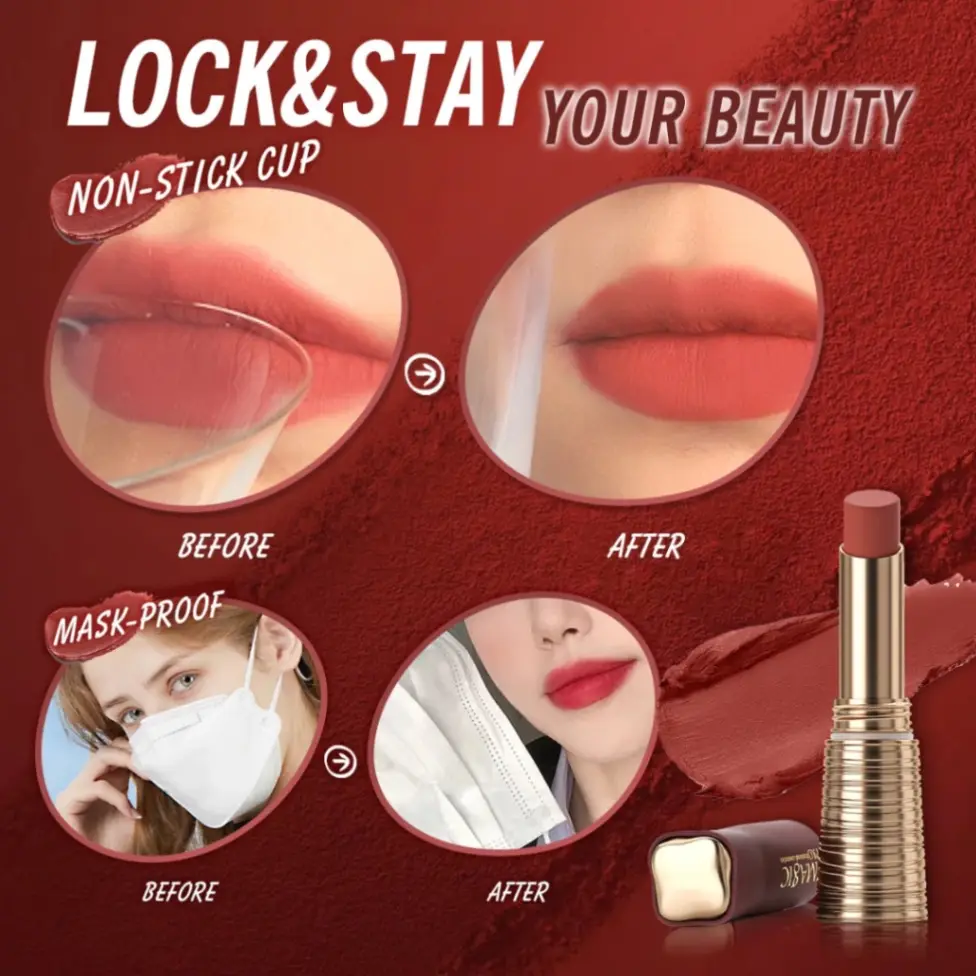 LOCK&STAY
YOUR BEAUTY
NON-STICK CUP
BEFORE
AFTER
MASK-PROOF
BEFORE
AFTER